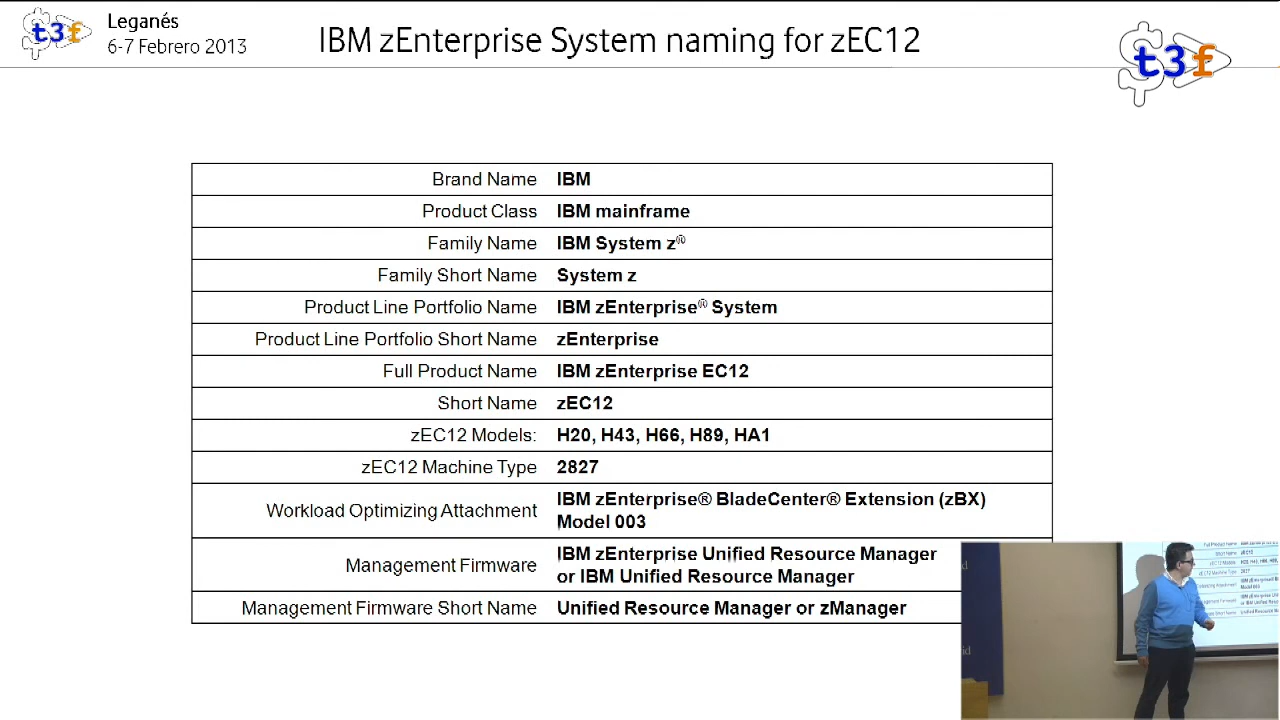 t3f
Leganés
6-7 Febrero 2013
IBM zEnterprise System naming for zEC12
t3f
Brand Name IBM
Product Class IBM mainframe
Family Name IBM System z®
Family Short Name System z
Product Line Portfolio Name IBM zEnterprise® System
Product Line Portfolio Short Name zEnterprise
Full Product Name IBM zEnterprise EC12
Short Name zEC12
zEC12 Models: H20, H43, H66, H89, HA1
zEC12 Machine Type 2827
Workload Optimizing Attachment IBM zEnterprise® BladeCenter® Extension (zBX)
Model 003
Management Firmware IBM zEnterprise Unified Resource Manager
or IBM Unified Resource Manager
Management Firmware Short Name Unified Resource Manager or zManager